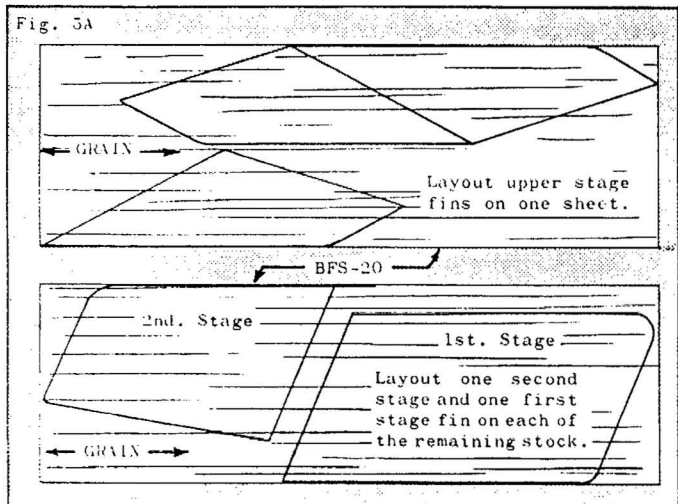 Fig. 3A
GRAIN
Layout upper stage
fins on one sheet.
BFS-20
2nd. Stage
1st. Stage
Layout one second
stage and one first
stage fin on each of
the remaining stock.
GRAIN